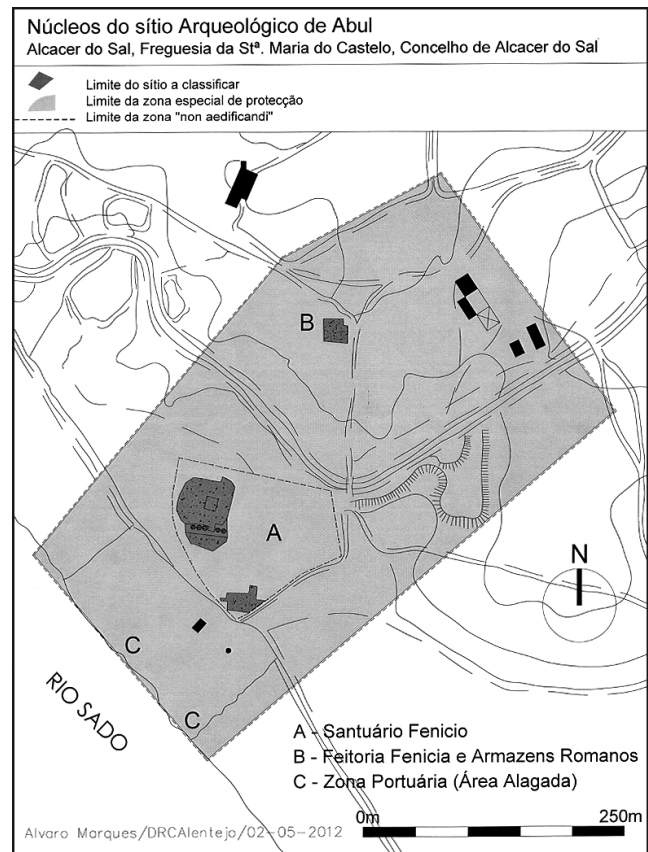 Núcleos do sítio Arqueológico de Abul
Alcacer do Sal, Freguesia da Stª. Maria do Castelo, Concelho de Alcacer do Sal
Limite do sítio a classificar
Limite da zona especial de protecção
Limite da zona "non aedificandi"
B
A
N
C
C
RIO SADO
A - Santuário Fenicio
B - Feitoria Fenicia e Armazens Romanos
C - Zona Portuária (Área Alagada)
0m 250m
Alvaro Marques/DRCAlentejo/02-05-2012